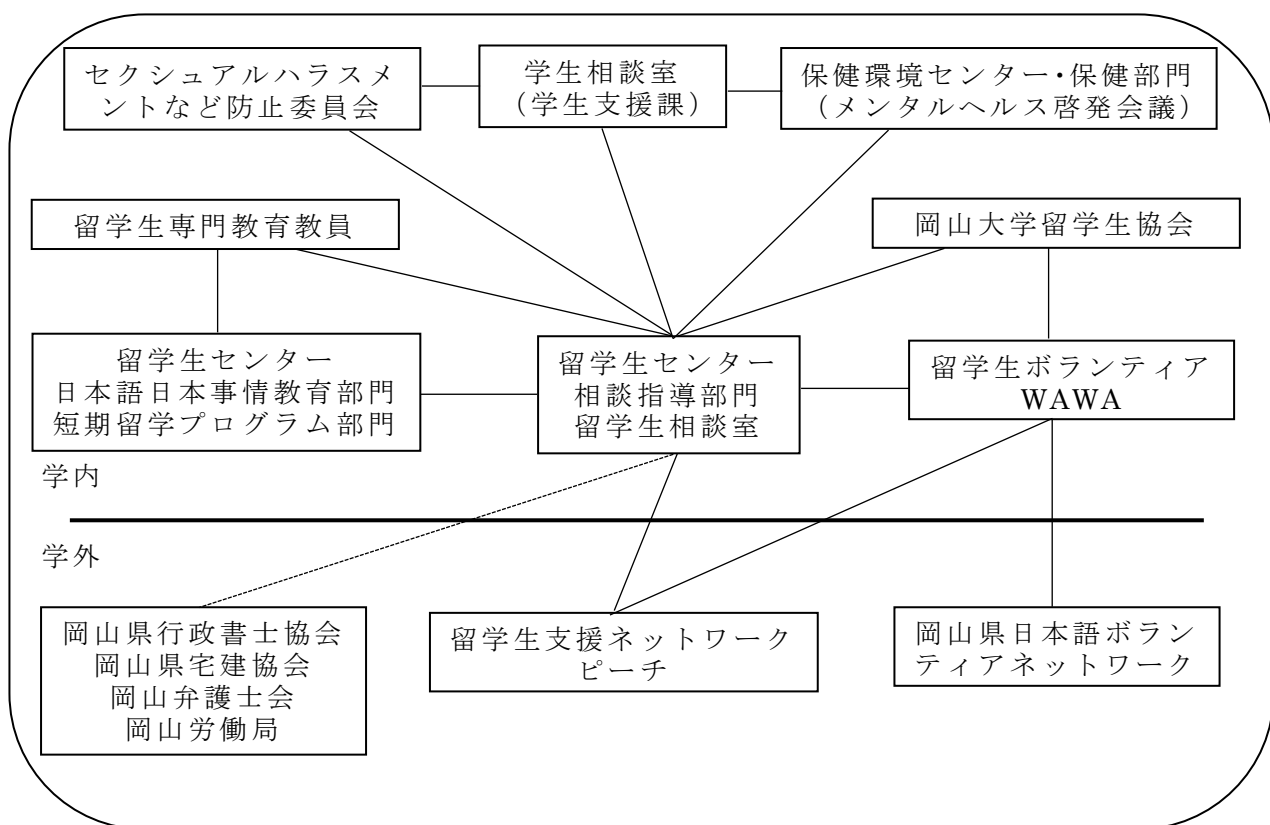 セクシュアルハラスメ
ントなど防止委員会
学生相談室
（学生支援課）
保健環境センター・保健部門
（メンタルヘルス啓発会議）
留学生専門教育教員
岡山大学留学生協会
留学生センター
日本語日本事情教育部門
短期留学プログラム部門
留学生センター
相談指導部門
留学生相談室
留学生ボランティア
WAWA
学内
学外
岡山県行政書士協会
岡山県宅建協会
岡山弁護士会
岡山労働局
留学生支援ネットワーク
ピーチ
岡山県日本語ボラン
ティアネットワーク